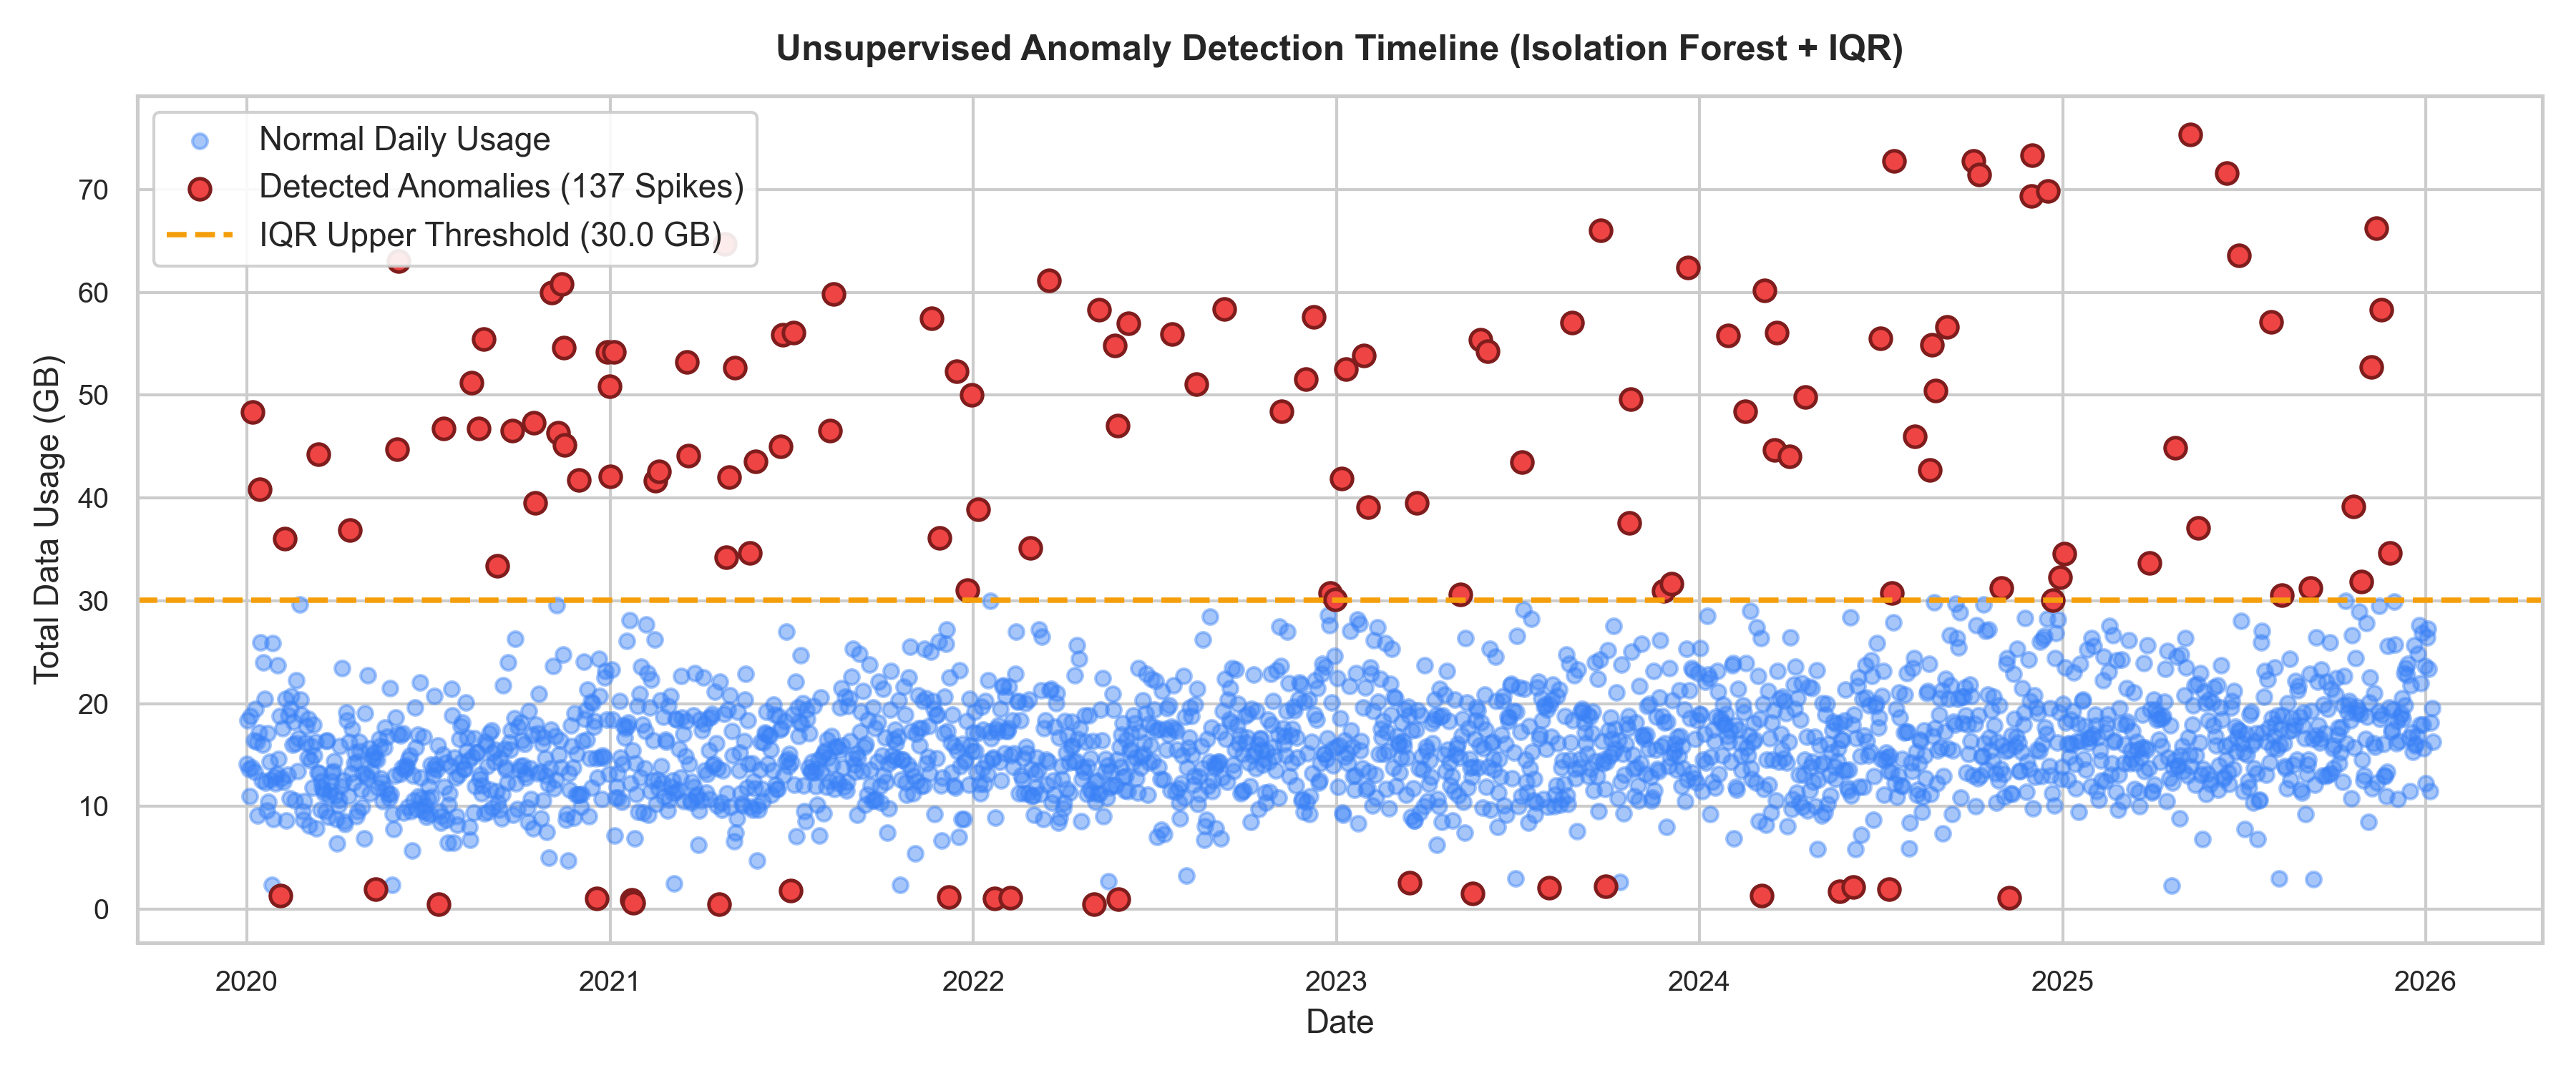 Unsupervised Anomaly Detection Timeline (Isolation Forest + IQR)
Normal Daily Usage
Detected Anomalies (137 Spikes)
IQR Upper Threshold (30.0 GB)
Total Data Usage (GB)
70
60
50
40
30
20
10
0
2020 2021 2022 2023 2024 2025 2026
Date